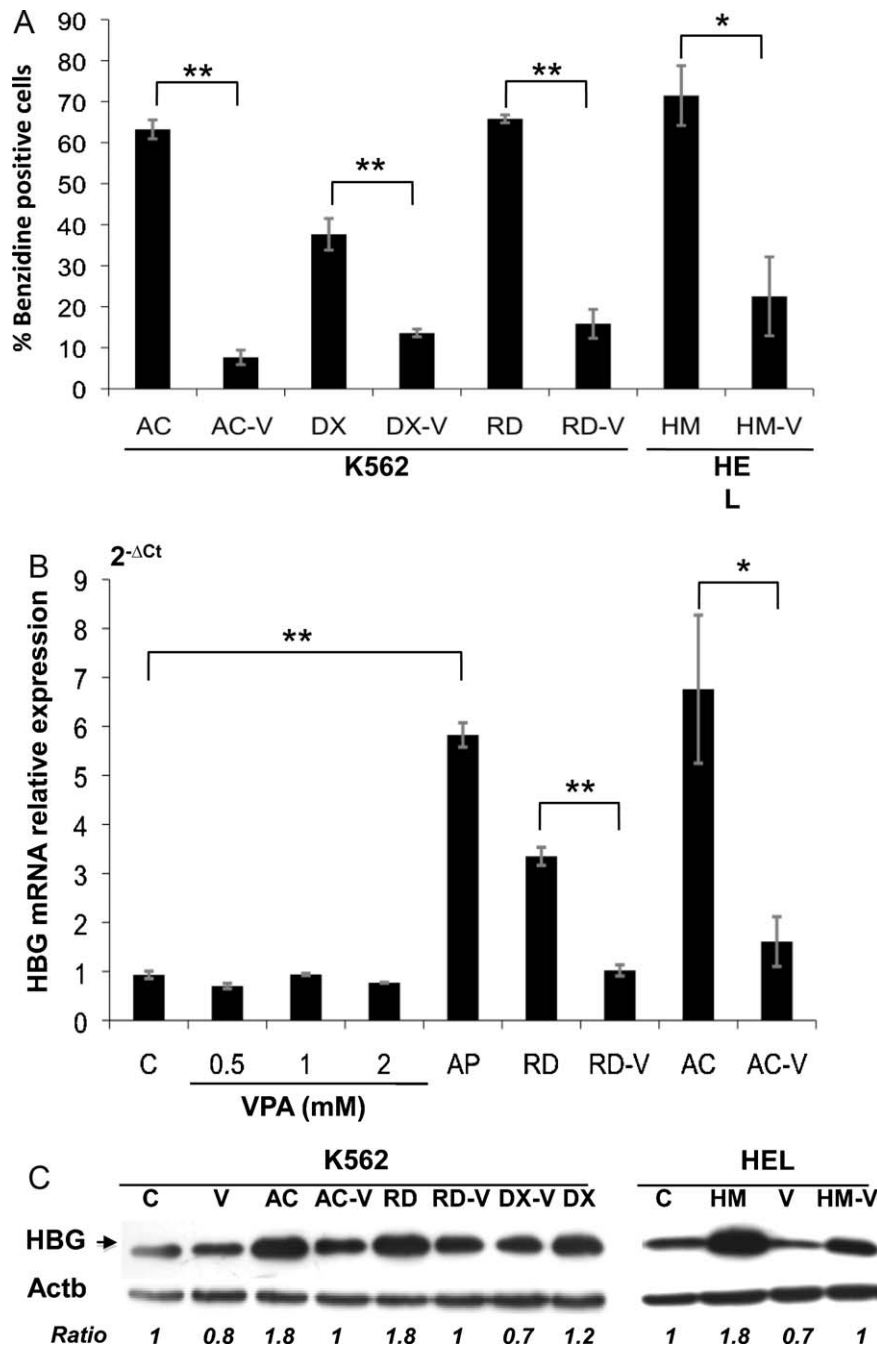 A
% Benzidine positive cells
90
80
70
60
50
40
30
20
10
0
** ** ** *
AC AC-V DX DX-V RD RD-V HM HM-V
K562 HE
L
B
2-ΔCt
HBG mRNA relative expression
9
8
7
6
5
4
3
2
1
0
** ** *
C 0.5 1 2 AP RD RD-V AC AC-V
VPA (mM)
C
K562 HEL
C V AC AC-V RD RD-V DX-V DX C HM V HM-V
HBG
Actb
Ratio 1 0.8 1.8 1 1.8 1 0.7 1.2 1 1.8 0.7 1